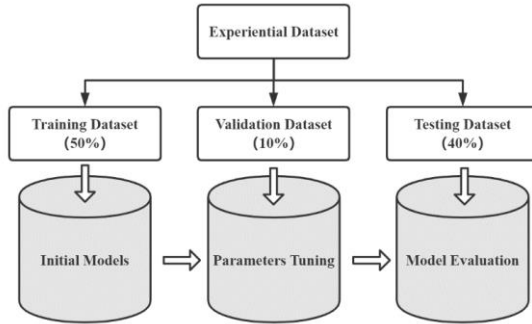 Experiential Dataset
Training Dataset
(50%)
Validation Dataset
(10%)
Testing Dataset
(40%)
Initial Models
Parameters Tuning
Model Evaluation